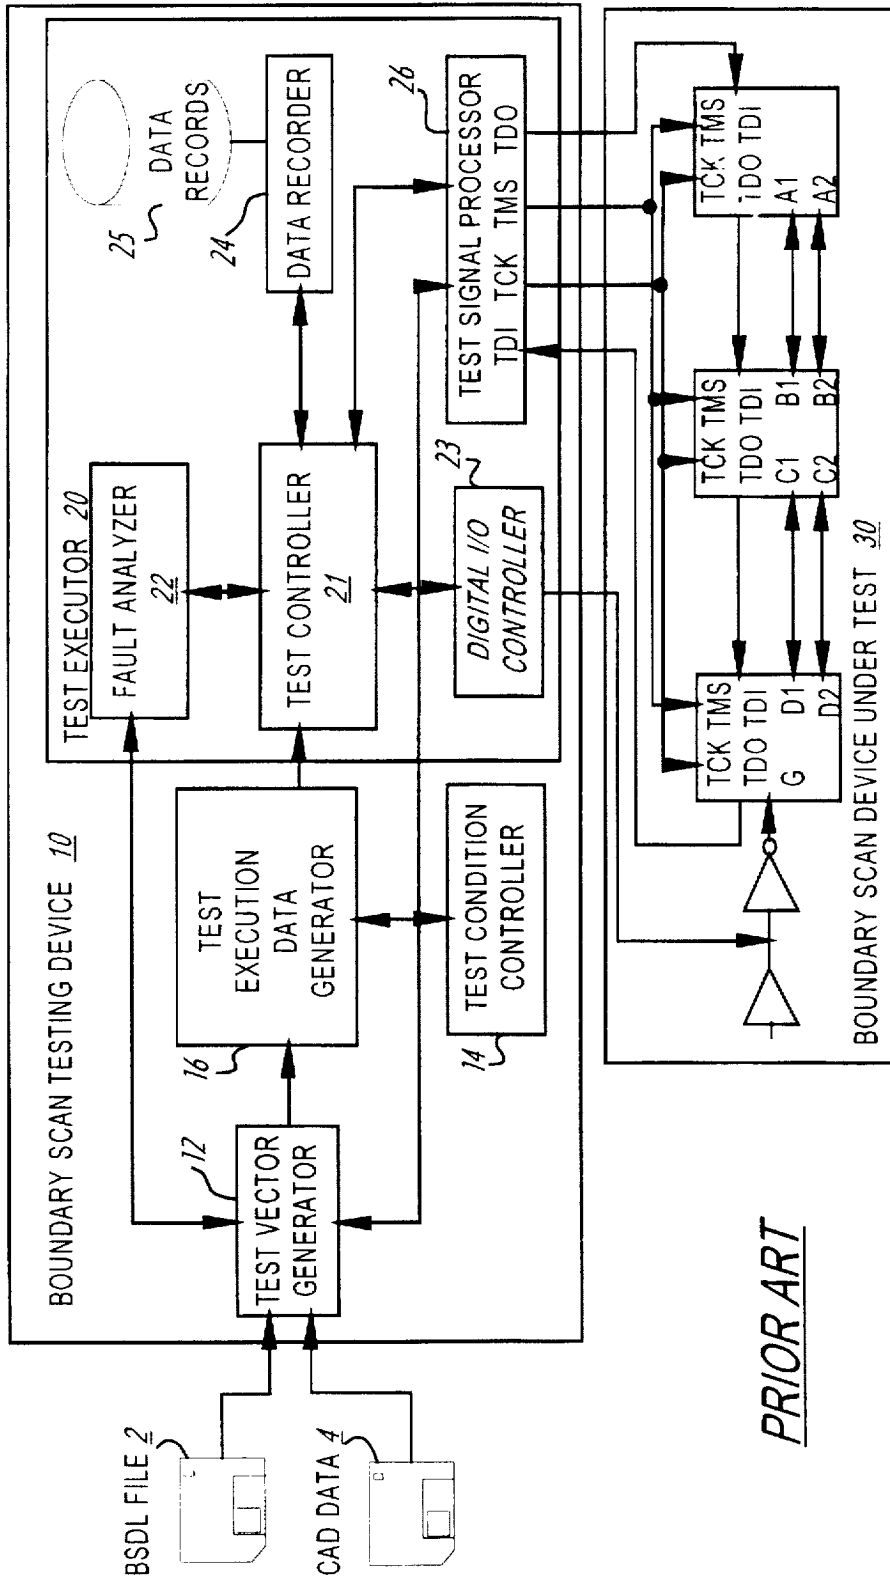 BOUNDARY SCAN TESTING DEVICE 10
BSDL FILE 2
CAD DATA 4
12
TEST VECTOR
GENERATOR
16
TEST
EXECUTION
DATA
GENERATOR
14
TEST CONDITION
CONTROLLER
TEST EXECUTOR 20
FAULT ANALYZER
22
TEST CONTROLLER
21
23
DIGITAL I/O
CONTROLLER
25
DATA
RECORDS
24
DATA RECORDER
26
TEST SIGNAL PROCESSOR
TDI TCK TMS TDO
TCK TMS
TDO TDI
G D1
D2
TCK TMS
TDO TDI
C1 B1
C2 B2
TCK TMS
TDO TDI
A1
A2
BOUNDARY SCAN DEVICE UNDER TEST 30
PRIOR ART